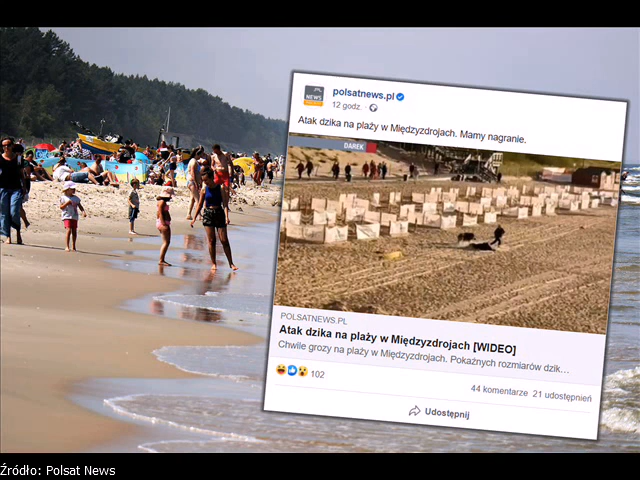 NEWS
polsatnews.pl
12 godz. ·
Atak dzika na plaży w Międzyzdrojach. Mamy nagranie.
DAREK
POLSATNEWS.PL
Atak dzika na plaży w Międzyzdrojach [WIDEO]
Chwile grozy na plaży w Międzyzdrojach. Pokaźnych rozmiarów dzik…
102
44 komentarze 21 udostępnień
Udostępnij
Źródło: Polsat News